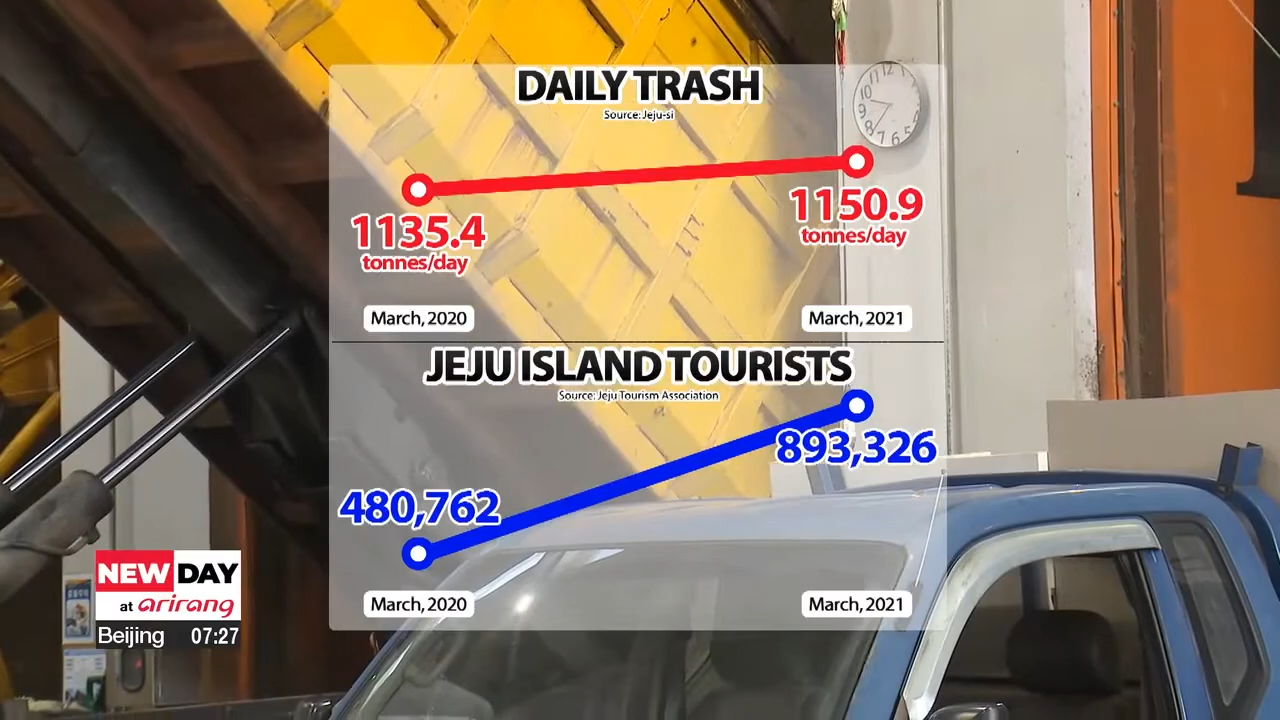 DAILY TRASH
Source: Jeju-si
1135.4
tonnes/day
1150.9
tonnes/day
March, 2020
March, 2021
JEJU ISLAND TOURISTS
Source: Jeju Tourism Association
480,762
893,326
March, 2020
March, 2021
NEW DAY
at arirang
Beijing 07:27